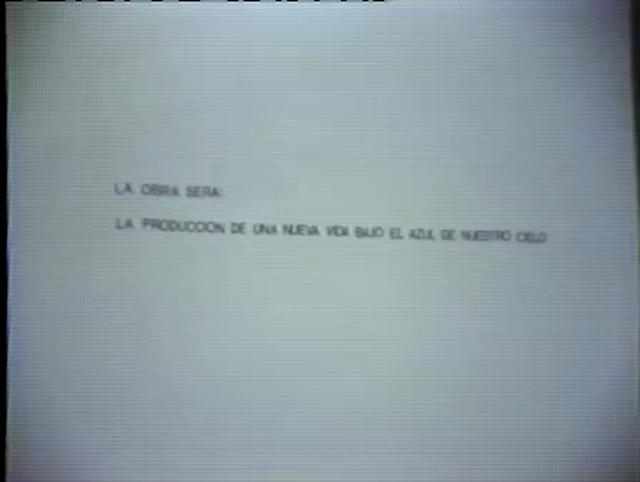 LA OBRA SERA:
LA PRODUCCION DE UNA NUEVA VIDA BAJO EL AZUL DE NUESTRO CIELO